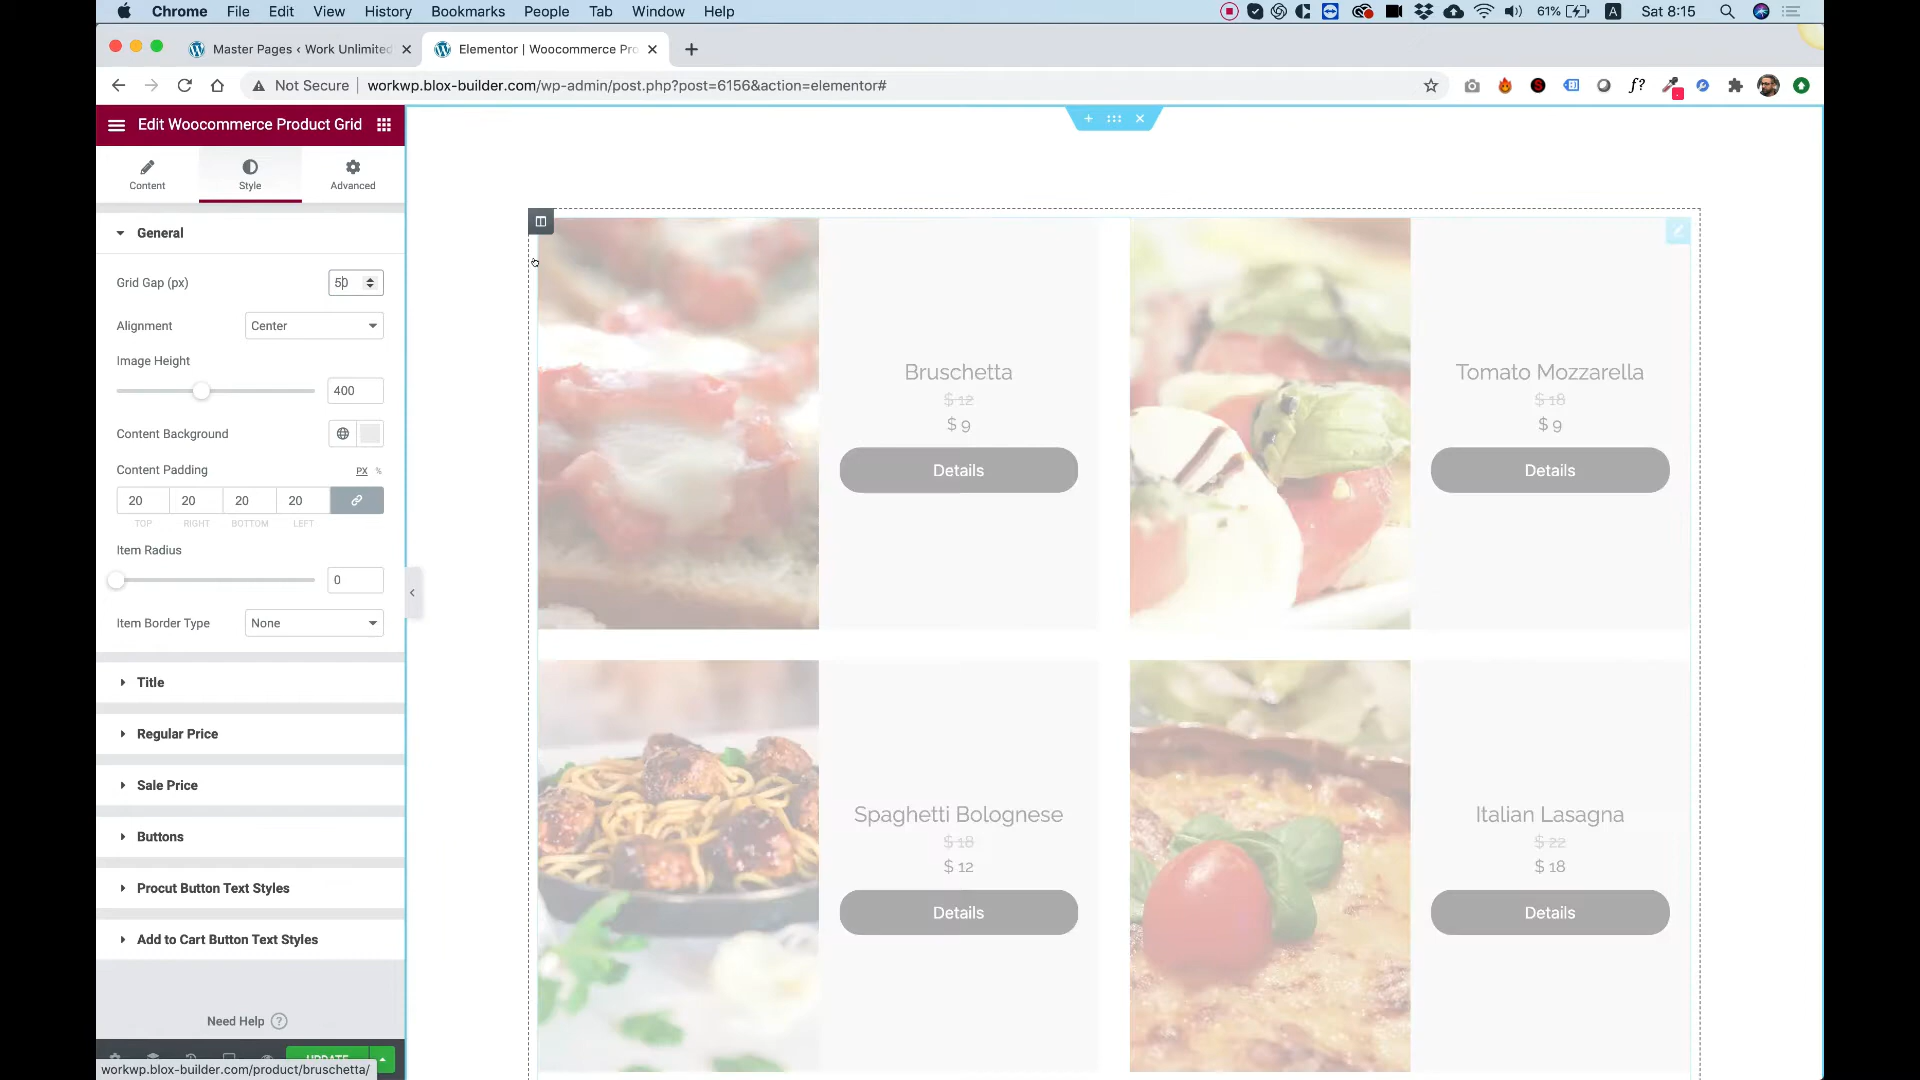 Chrome File Edit View History Bookmarks People Tab Window Help 61% A Sat 8:15
Master Pages ‹ Work Unlimited
Elementor | Woocommerce Pro
Not Secure workwp.blox-builder.com/wp-admin/post.php?post=6156&action=elementor#
f?
Edit Woocommerce Product Grid
Content Style Advanced
General
Grid Gap (px) 50
Alignment Center
Image Height
400
Content Background
Content Padding PX %
20 20 20 20
TOP RIGHT BOTTOM LEFT
Item Radius
0
Item Border Type None
Title
Regular Price
Sale Price
Buttons
Procut Button Text Styles
Add to Cart Button Text Styles
Need Help ?
UPDATE
workwp.blox-builder.com/product/bruschetta/
Bruschetta
$ 12
$ 9
Details
Tomato Mozzarella
$ 18
$ 9
Details
Spaghetti Bolognese
$ 18
$ 12
Details
Italian Lasagna
$ 22
$ 18
Details